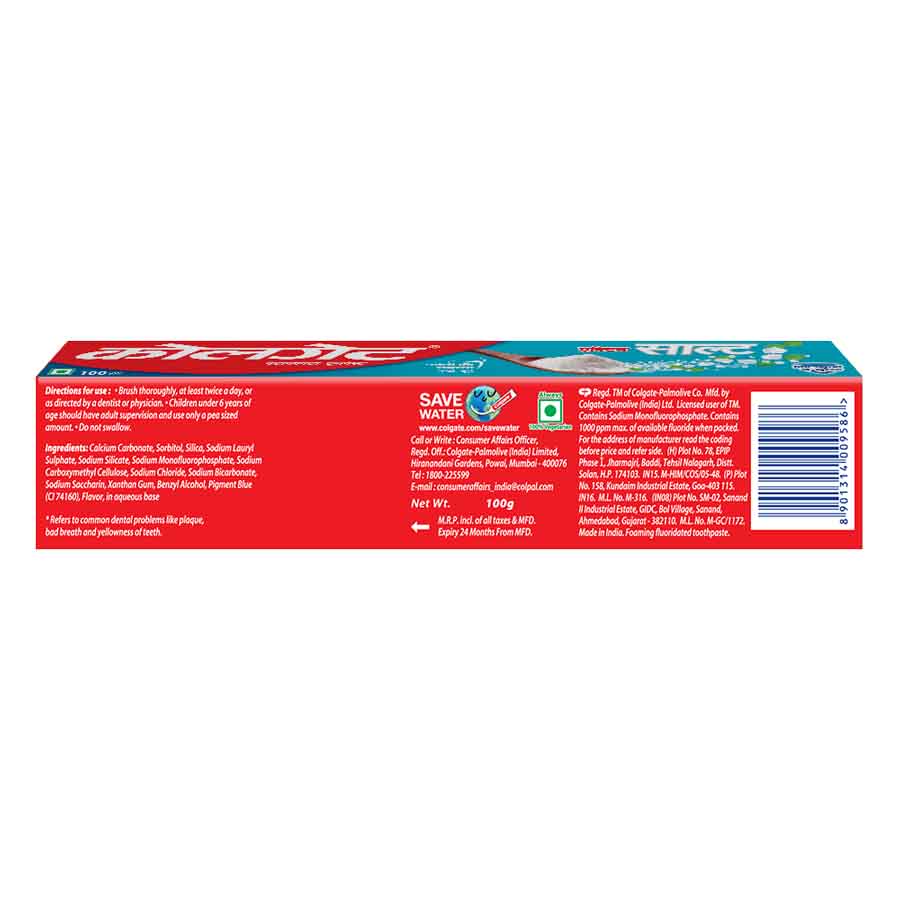 कोलगेट®
साल्ट
100
Directions for use : • Brush thoroughly, at least twice a day, or
as directed by a dentist or physician. • Children under 6 years of
age should have adult supervision and use only a pea sized
amount. • Do not swallow.
Ingredients: Calcium Carbonate, Sorbitol, Silica, Sodium Lauryl
Sulphate, Sodium Silicate, Sodium Monofluorophosphate, Sodium
Carboxymethyl Cellulose, Sodium Chloride, Sodium Bicarbonate,
Sodium Saccharin, Xanthan Gum, Benzyl Alcohol, Pigment Blue
(CI 74160), Flavor, in aqueous base
* Refers to common dental problems like plaque,
bad breath and yellowness of teeth.
SAVE
WATER
www.colgate.com/savewater
Always
100% Vegetarian
Call or Write : Consumer Affairs Officer,
Regd. Off.: Colgate-Palmolive (India) Limited,
Hiranandani Gardens, Powai, Mumbai - 400076
Tel : 1800-225599
E-mail : consumeraffairs_india@colpal.com
Net Wt. 100g
M.R.P. incl. of all taxes & MFD.
Expiry 24 Months From MFD.
Regd. TM of Colgate-Palmolive Co. Mfd. by
Colgate-Palmolive (India) Ltd. Licensed user of TM.
Contains Sodium Monofluorophosphate. Contains
1000 ppm max. of available fluoride when packed.
For the address of manufacturer read the coding
before price and refer side. (H) Plot No. 78, EPIP
Phase I, Jharmajri, Baddi, Tehsil Nalagarh, Distt.
Solan, H.P. 174103. IN15. M-HIM/COS/05-48. (P) Plot
No. 158, Kundaim Industrial Estate, Goa-403 115.
IN16. M.L. No. M-316. (IN08) Plot No. SM-02, Sanand
II Industrial Estate, GIDC, Bol Village, Sanand,
Ahmedabad, Gujarat - 382110. M.L. No. M-GC/1172.
Made in India. Foaming fluoridated toothpaste.
8 901314 009586 >